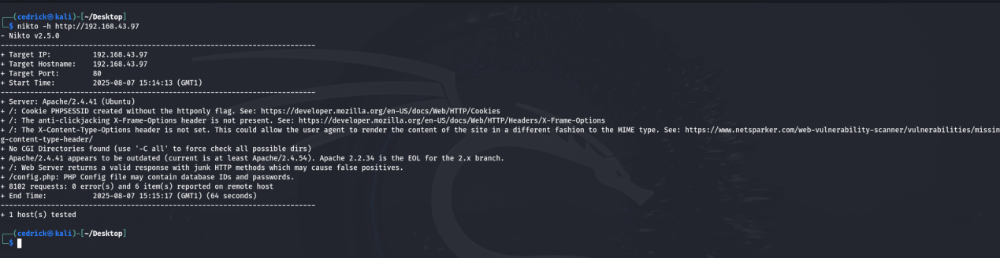 ┌──(cedrick㉿kali)-[~/Desktop]
└─$ nikto -h http://192.168.43.97
- Nikto v2.5.0
---------------------------------------------------------------------------
+ Target IP:          192.168.43.97
+ Target Hostname:    192.168.43.97
+ Target Port:        80
+ Start Time:         2025-08-07 15:14:13 (GMT1)
---------------------------------------------------------------------------
+ Server: Apache/2.4.41 (Ubuntu)
+ /: Cookie PHPSESSID created without the httponly flag. See: https://developer.mozilla.org/en-US/docs/Web/HTTP/Cookies
+ /: The anti-clickjacking X-Frame-Options header is not present. See: https://developer.mozilla.org/en-US/docs/Web/HTTP/Headers/X-Frame-Options
+ /: The X-Content-Type-Options header is not set. This could allow the user agent to render the content of the site in a different fashion to the MIME type. See: https://www.netsparker.com/web-vulnerability-scanner/vulnerabilities/missin
g-content-type-header/
+ No CGI Directories found (use '-C all' to force check all possible dirs)
+ Apache/2.4.41 appears to be outdated (current is at least Apache/2.4.54). Apache 2.2.34 is the EOL for the 2.x branch.
+ /: Web Server returns a valid response with junk HTTP methods which may cause false positives.
+ /config.php: PHP Config file may contain database IDs and passwords.
+ 8102 requests: 0 error(s) and 6 item(s) reported on remote host
+ End Time:           2025-08-07 15:15:17 (GMT1) (64 seconds)
---------------------------------------------------------------------------
+ 1 host(s) tested
┌──(cedrick㉿kali)-[~/Desktop]
└─$